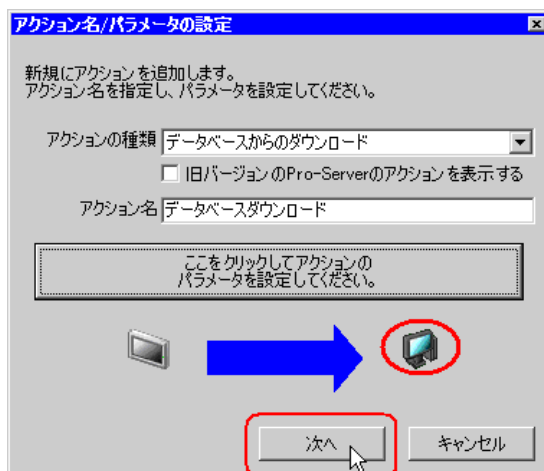 アクション名/パラメータの設定
新規にアクションを追加します。
アクション名を指定し、パラメータを設定してください。
アクションの種類 データベースからのダウンロード
旧バージョンのPro-Serverのアクションを表示する
アクション名 データベースダウンロード
ここをクリックしてアクションの
パラメータを設定してください。
次へ キャンセル